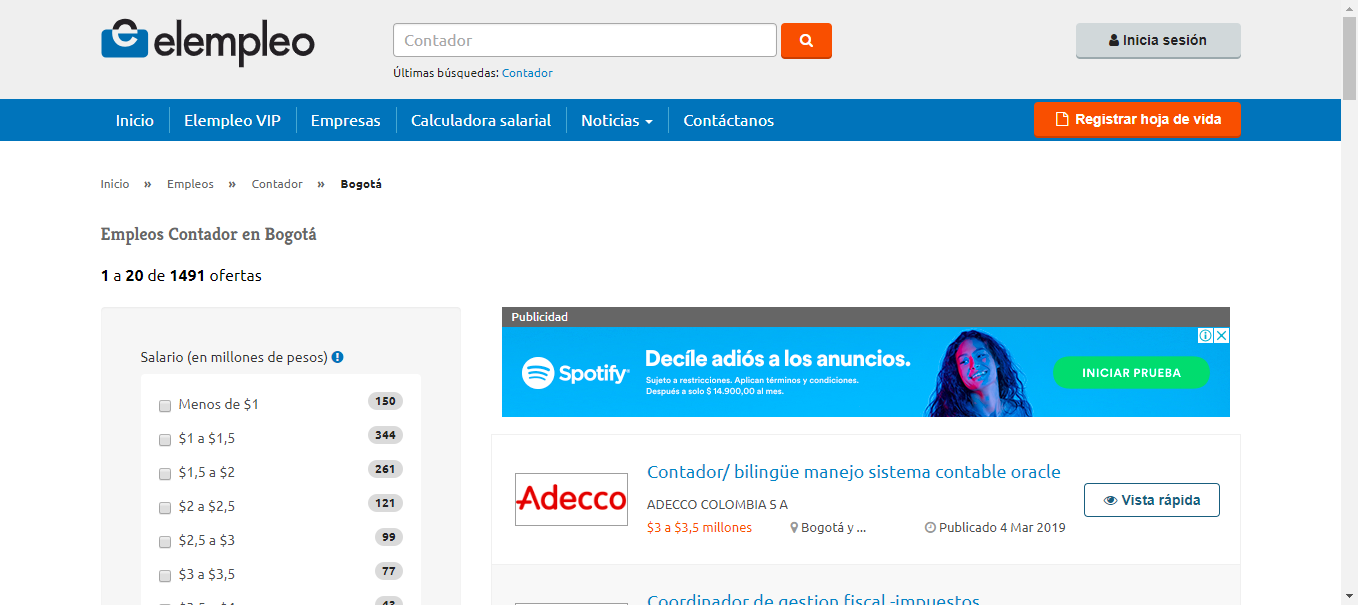 elempleo
Contador
Inicia sesión
Últimas búsquedas: Contador
Inicio
Elempleo VIP
Empresas
Calculadora salarial
Noticias
Contáctanos
Registrar hoja de vida
Inicio » Empleos » Contador » Bogotá
Empleos Contador en Bogotá
1 a 20 de 1491 ofertas
Salario (en millones de pesos)
Menos de $1 150
$1 a $1,5 344
$1,5 a $2 261
$2 a $2,5 121
$2,5 a $3 99
$3 a $3,5 77
Publicidad
Spotify
Decíle adiós a los anuncios.
Sujeto a restricciones. Aplican términos y condiciones.
Después a solo $ 14.900,00 al mes.
INICIAR PRUEBA
Adecco
Contador/ bilingüe manejo sistema contable oracle
ADECCO COLOMBIA S A
$3 a $3,5 millones
Bogotá y ...
Publicado 4 Mar 2019
Vista rápida
Coordinador de gestion fiscal -impuestos